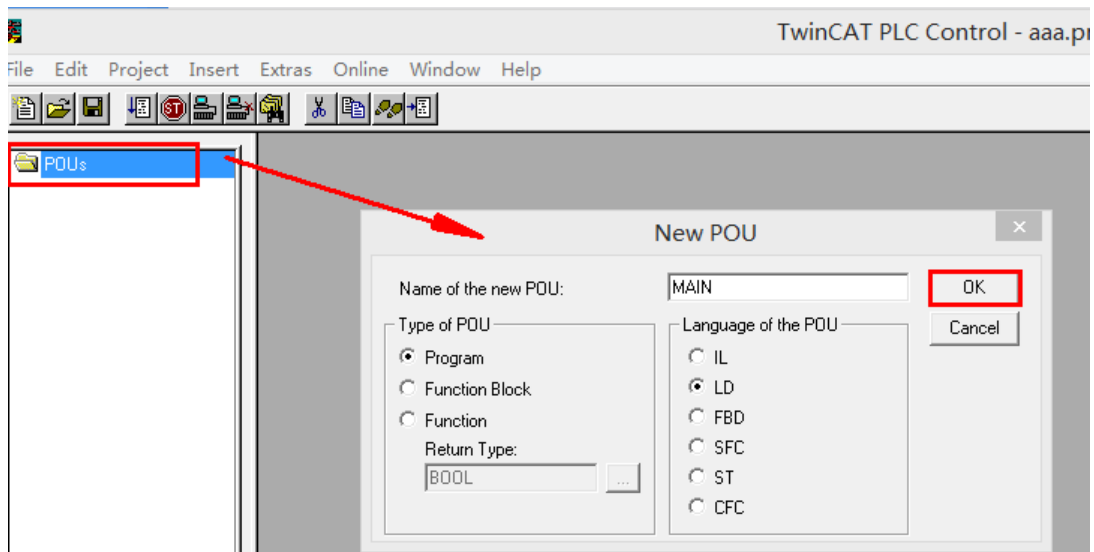 TwinCAT PLC Control - aaa.pr
File Edit Project Insert Extras Online Window Help
ST
POUs
New POU
Name of the new POU: MAIN OK
Type of POU Language of the POU Cancel
Program IL
Function Block LD
Function FBD
Return Type: SFC
BOOL ... ST
CFC